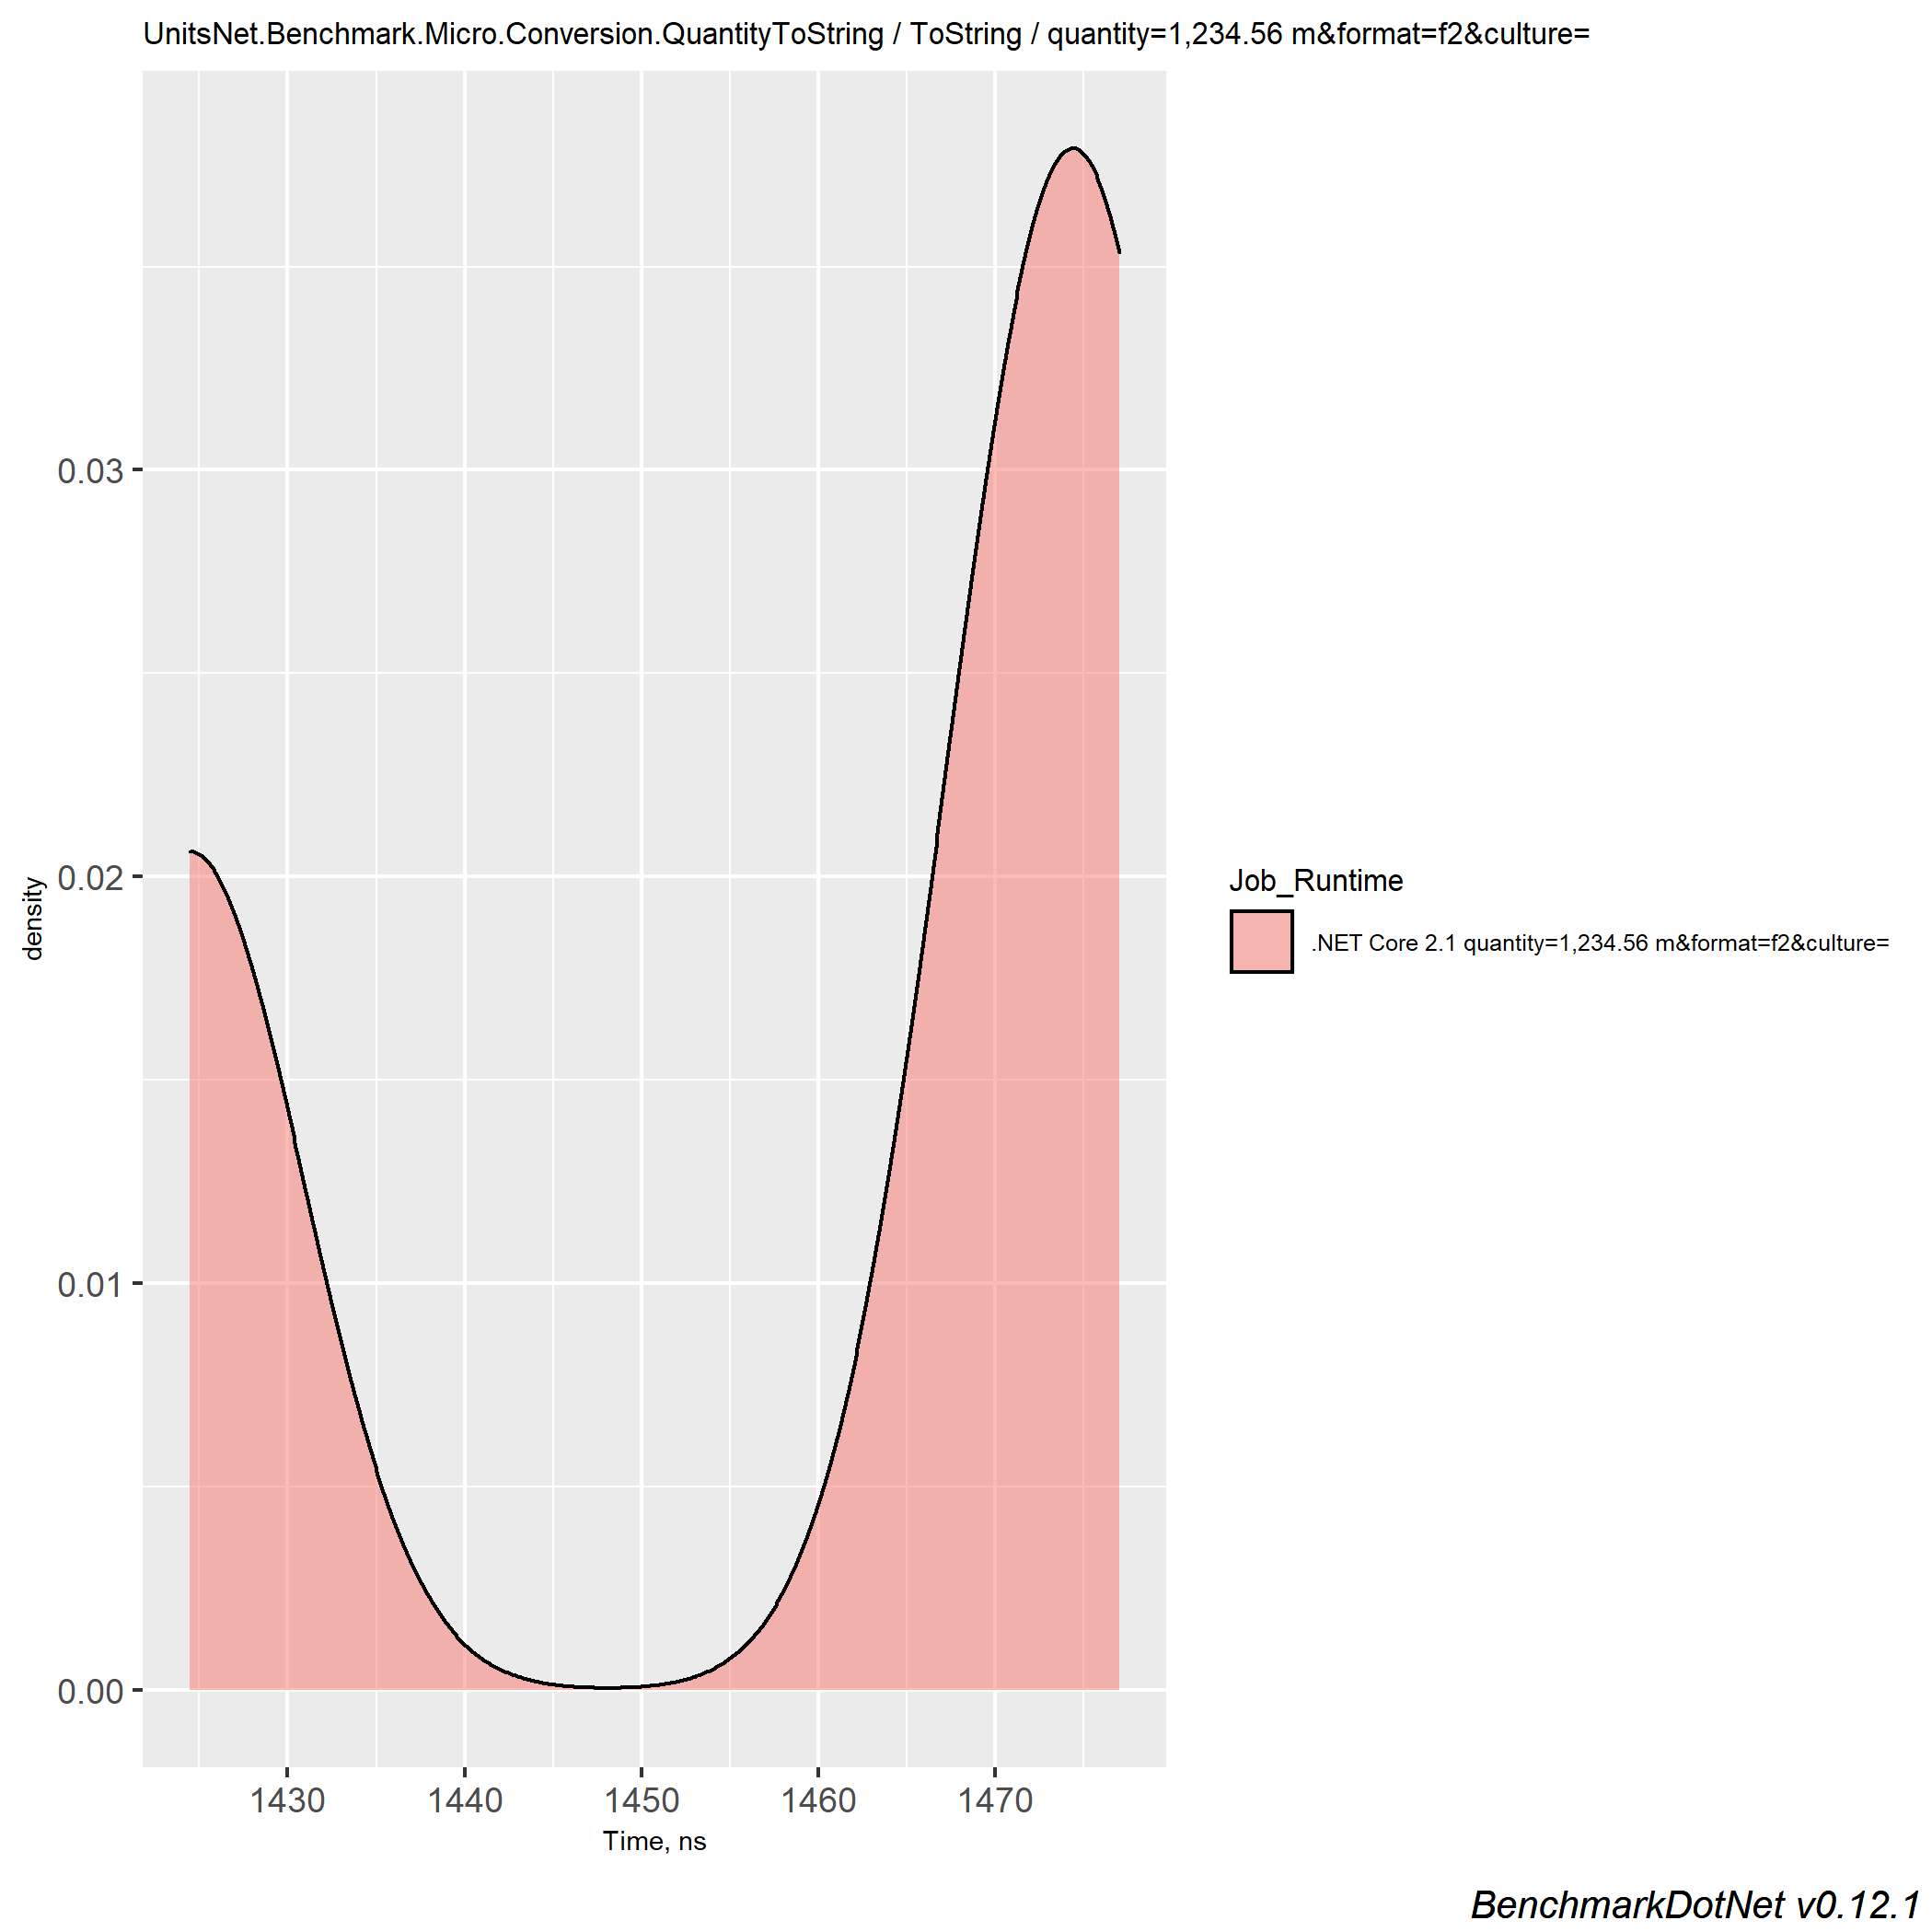 UnitsNet.Benchmark.Micro.Conversion.QuantityToString / ToString / quantity=1,234.56 m&format=f2&culture=
0.03
0.02
0.01
0.00
density
1430 1440 1450 1460 1470
Time, ns
Job_Runtime
.NET Core 2.1 quantity=1,234.56 m&format=f2&culture=
BenchmarkDotNet v0.12.1